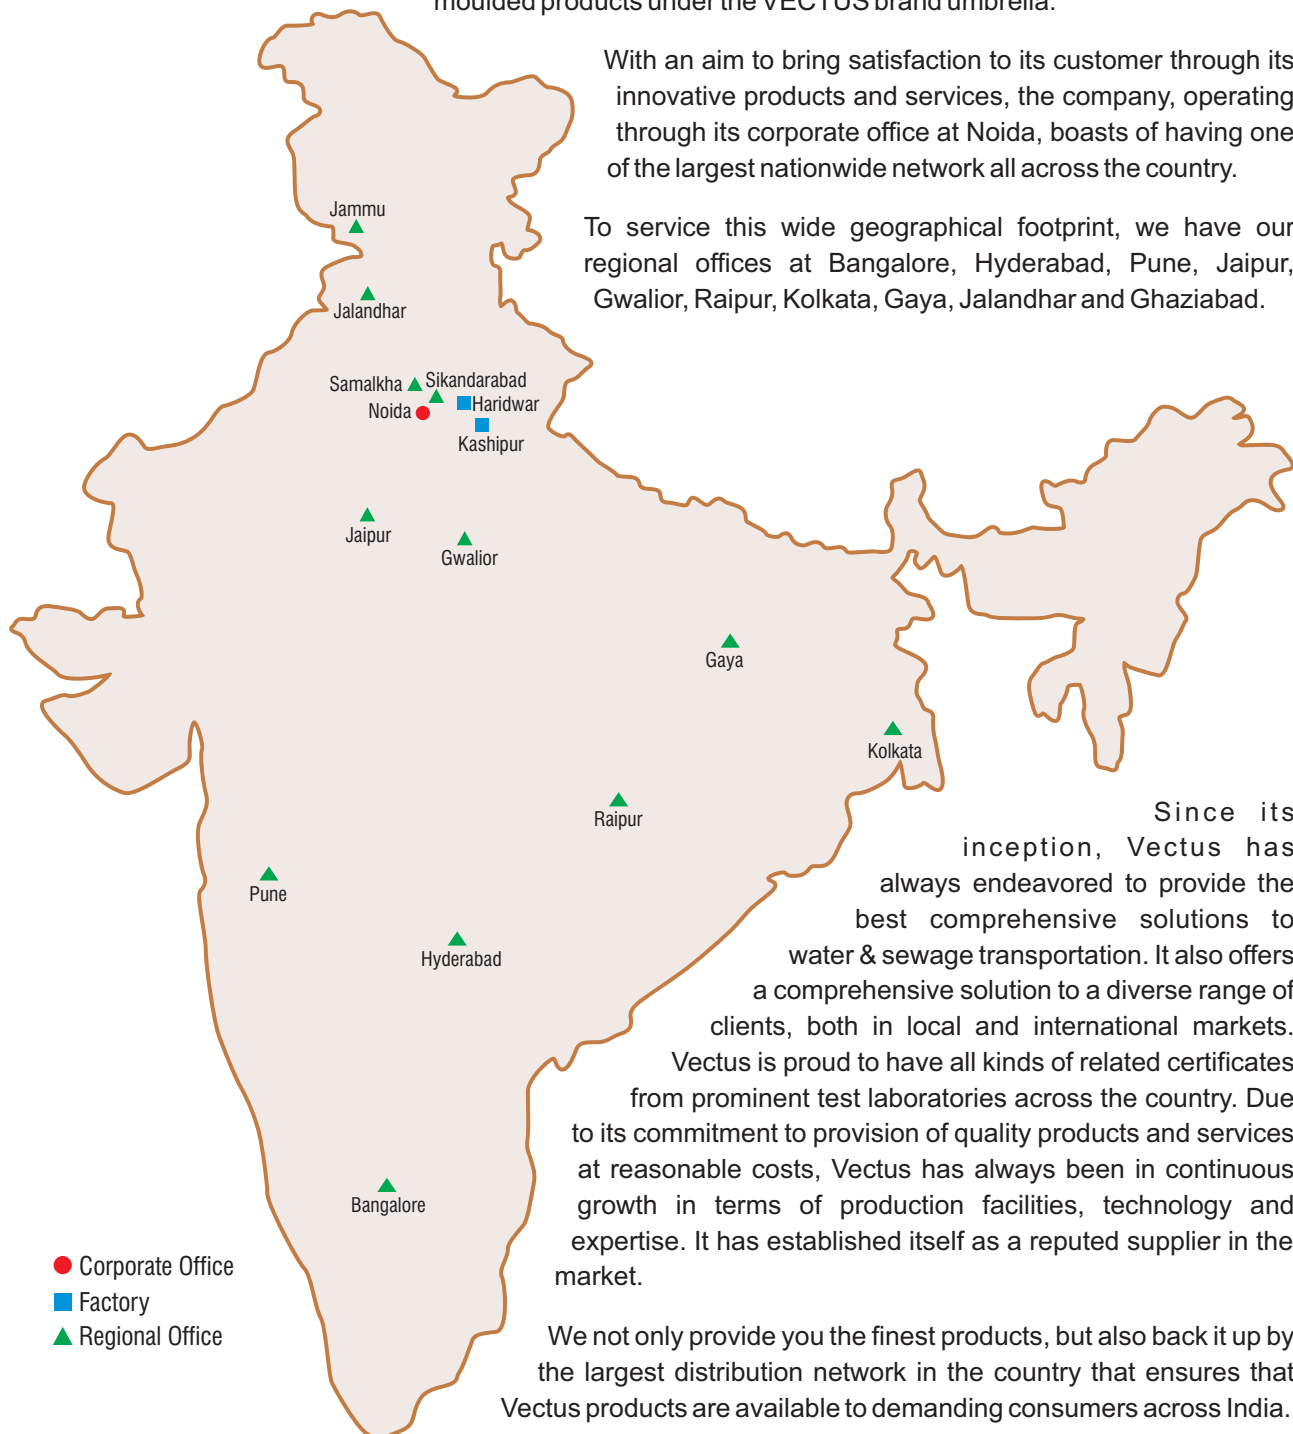 moulded products under the VECTUS brand umbrella.
With an aim to bring satisfaction to its customer through its
innovative products and services, the company, operating
through its corporate office at Noida, boasts of having one
of the largest nationwide network all across the country.
To service this wide geographical footprint, we have our
regional offices at Bangalore, Hyderabad, Pune, Jaipur,
Gwalior, Raipur, Kolkata, Gaya, Jalandhar and Ghaziabad.
Jammu
Jalandhar
Samalkha
Sikandarabad
Noida
Haridwar
Kashipur
Jaipur
Gwalior
Gaya
Kolkata
Raipur
Pune
Hyderabad
Bangalore
Since its
inception, Vectus has
always endeavored to provide the
best comprehensive solutions to
water & sewage transportation. It also offers
a comprehensive solution to a diverse range of
clients, both in local and international markets.
Vectus is proud to have all kinds of related certificates
from prominent test laboratories across the country. Due
to its commitment to provision of quality products and services
at reasonable costs, Vectus has always been in continuous
growth in terms of production facilities, technology and
expertise. It has established itself as a reputed supplier in the
market.
Corporate Office
Factory
Regional Office
We not only provide you the finest products, but also back it up by
the largest distribution network in the country that ensures that
Vectus products are available to demanding consumers across India.